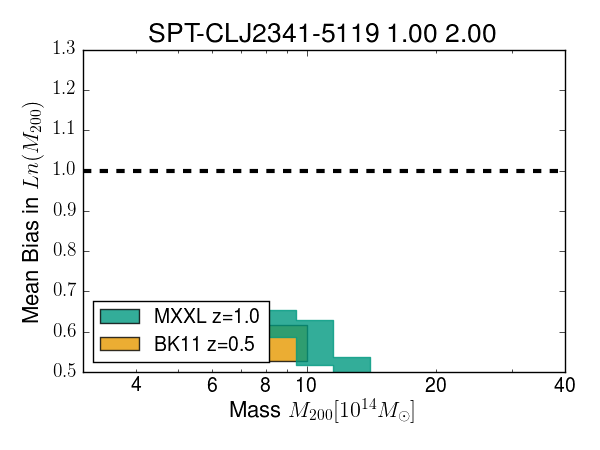 SPT-CLJ2341-5119 1.00 2.00
1.3
1.2
1.1
1.0
0.9
0.8
0.7
0.6
0.5
Mean Bias in Ln(M₂₀₀)
MXXL z=1.0
BK11 z=0.5
4 6 8 10 20 40
Mass M₂₀₀[10¹⁴M☉]